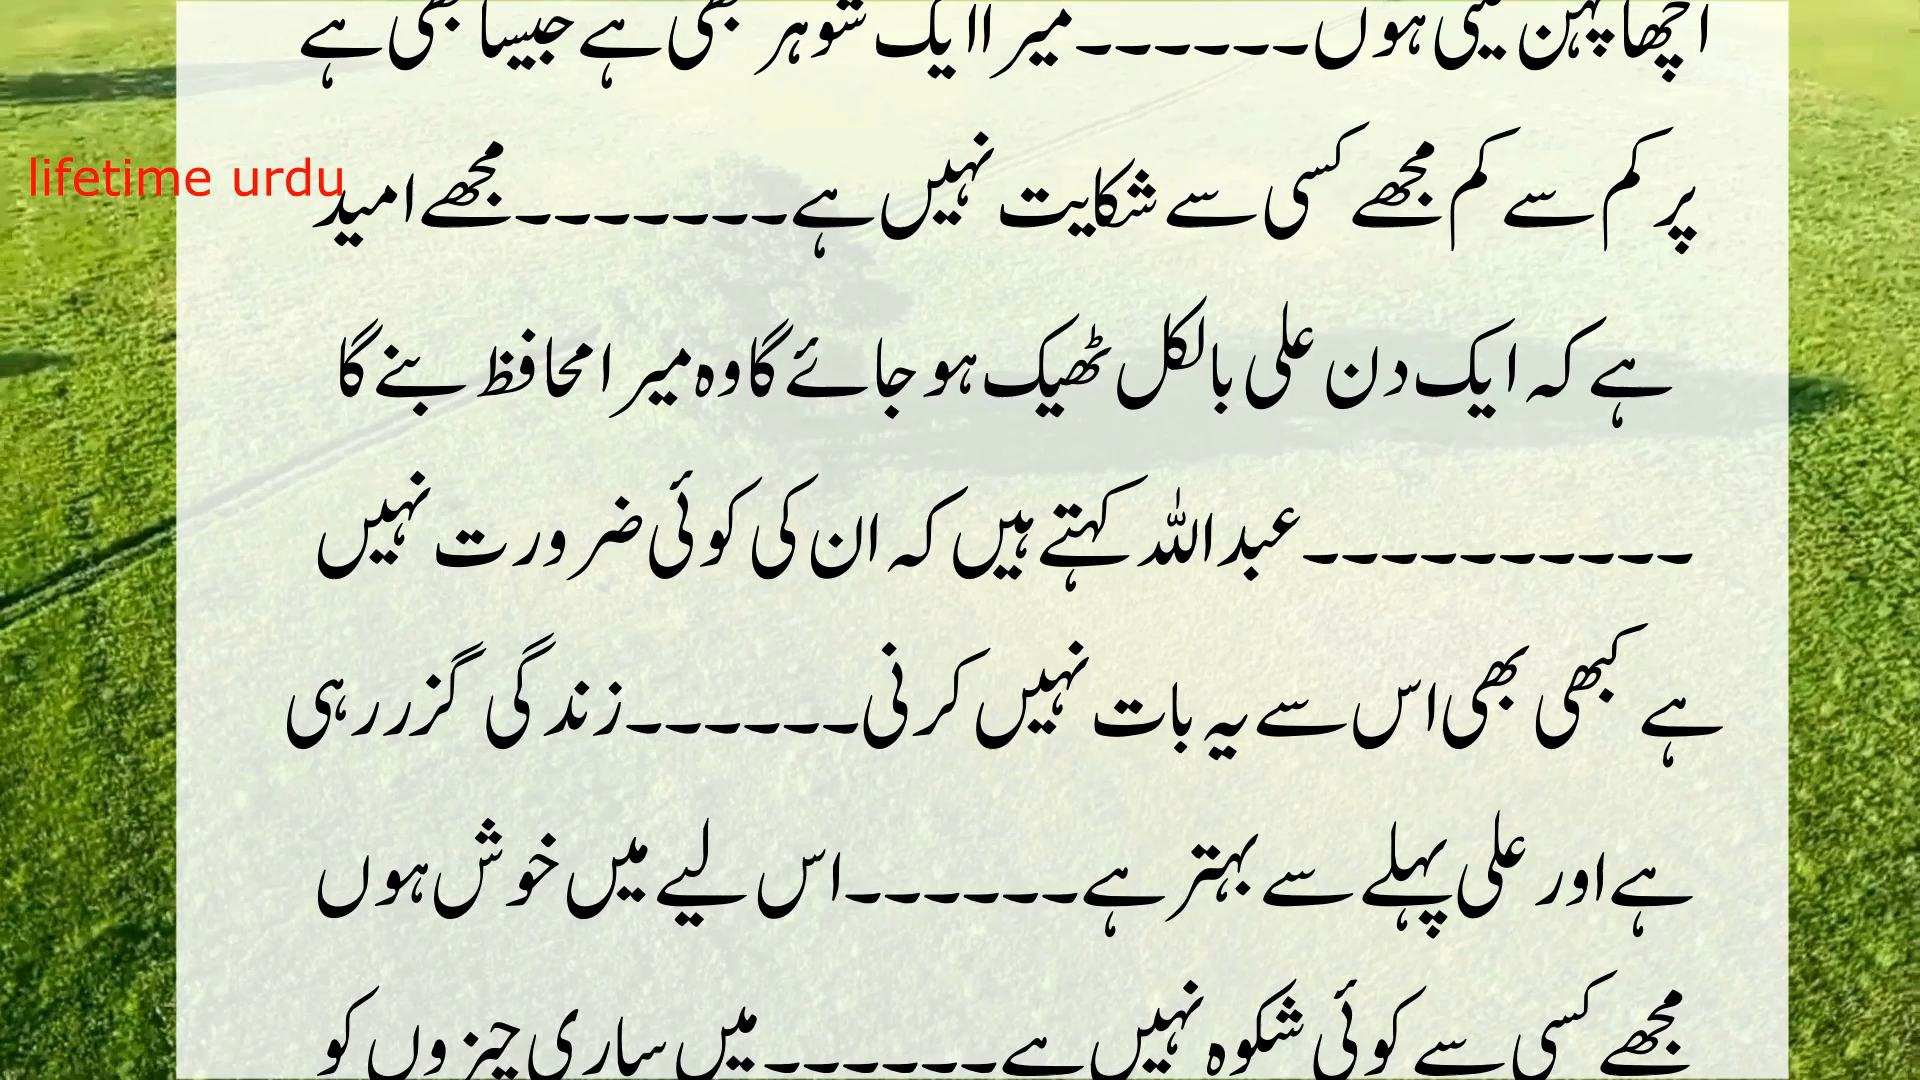 اچھا پہن لیتی ہوں۔۔۔۔۔۔میرا ایک شوہر بھی ہے جیسا بھی ہے
پر کم سے کم مجھے کسی سے شکایت نہیں ہے۔۔۔۔۔۔۔مجھے امید
lifetime urdu
ہے کہ ایک دن علی بالکل ٹھیک ہو جائے گا وہ میرا محافظ بنے گا
۔۔۔۔۔۔۔۔۔۔عبداللہ کہتے ہیں کہ ان کی کوئی ضرورت نہیں
ہے کبھی بھی اس سے یہ بات نہیں کرنی۔۔۔۔۔۔زندگی گزر رہی
ہے اور علی پہلے سے بہتر ہے۔۔۔۔۔۔اس لیے میں خوش ہوں
مجھے کسی سے کوئی شکوہ نہیں ہے۔۔۔۔۔۔میں ساری چیزوں کو